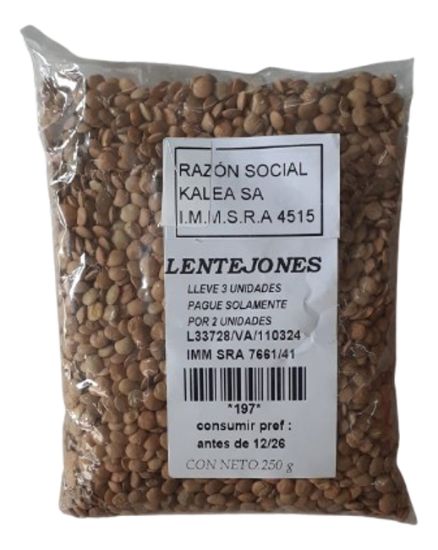 RAZÓN SOCIAL
KALEA SA
I.M.M.S.R.A 4515
LENTEJONES
LLEVE 3 UNIDADES
PAGUE SOLAMENTE
POR 2 UNIDADES
L33728/VA/110324
IMM SRA 7661/41
*197*
consumir pref :
antes de 12/26
CON NETO 250 g